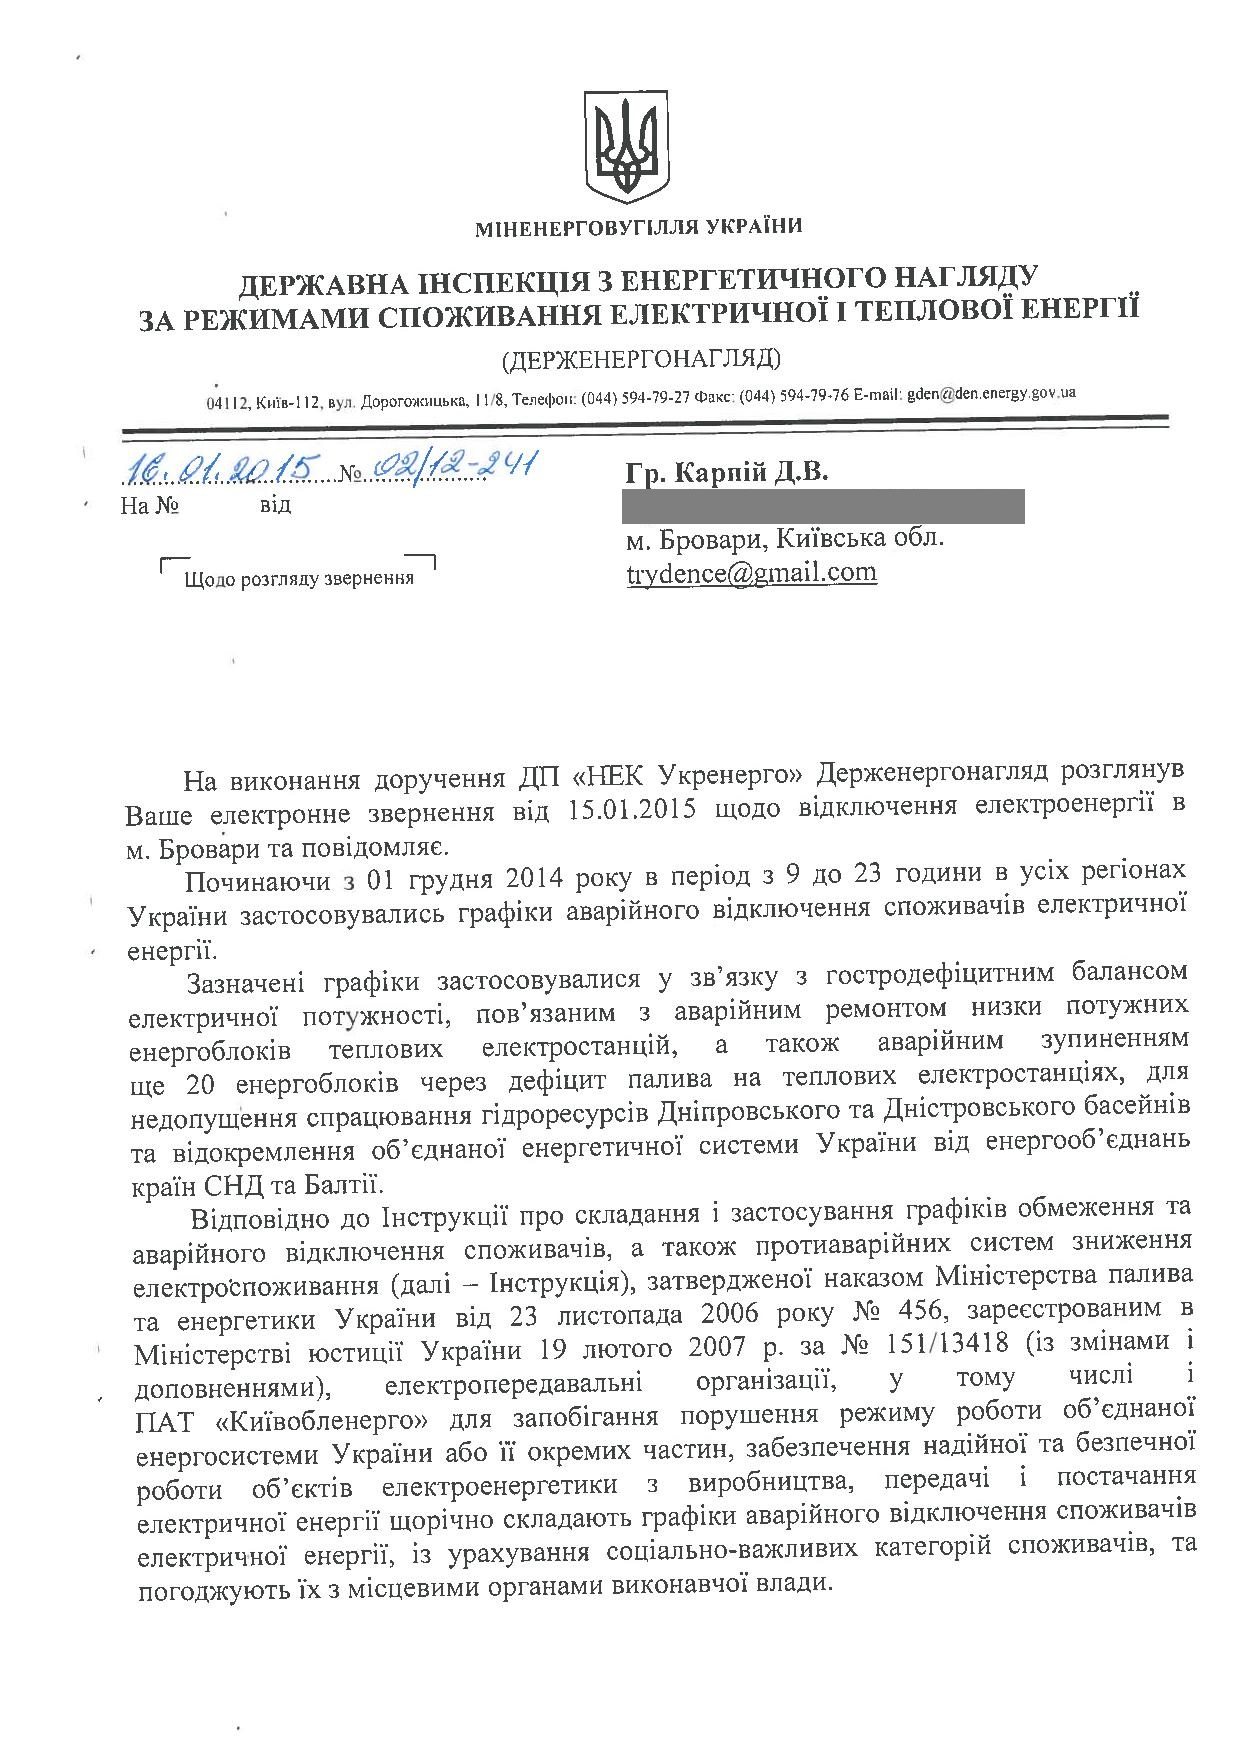 МІНЕНЕРГОВУГІЛЛЯ УКРАЇНИ
ДЕРЖАВНА ІНСПЕКЦІЯ З ЕНЕРГЕТИЧНОГО НАГЛЯДУ
ЗА РЕЖИМАМИ СПОЖИВАННЯ ЕЛЕКТРИЧНОЇ І ТЕПЛОВОЇ ЕНЕРГІЇ
(ДЕРЖЕНЕРГОНАГЛЯД)
04112, Київ-112, вул. Дорогожицька, 11/8, Телефон: (044) 594-79-27 Факс: (044) 594-79-76 E-mail: gden@den.energy.gov.ua
16.01.2015 № 02/12-241
На № від
Щодо розгляду звернення
Гр. Карпій Д.В.
м. Бровари, Київська обл.
trydence@gmail.com
На виконання доручення ДП «НЕК Укренерго» Держенергонагляд розглянув
Ваше електронне звернення від 15.01.2015 щодо відключення електроенергії в
м. Бровари та повідомляє.
Починаючи з 01 грудня 2014 року в період з 9 до 23 години в усіх регіонах
України застосовувались графіки аварійного відключення споживачів електричної
енергії.
Зазначені графіки застосовувалися у зв’язку з гостродефіцитним балансом
електричної потужності, пов’язаним з аварійним ремонтом низки потужних
енергоблоків теплових електростанцій, а також аварійним зупиненням
ще 20 енергоблоків через дефіцит палива на теплових електростанціях, для
недопущення спрацювання гідроресурсів Дніпровського та Дністровського басейнів
та відокремлення об’єднаної енергетичної системи України від енергооб’єднань
країн СНД та Балтії.
Відповідно до Інструкції про складання і застосування графіків обмеження та
аварійного відключення споживачів, а також протиаварійних систем зниження
електроспоживання (далі – Інструкція), затвердженої наказом Міністерства палива
та енергетики України від 23 листопада 2006 року № 456, зареєстрованим в
Міністерстві юстиції України 19 лютого 2007 р. за № 151/13418 (із змінами і
доповненнями), електропередавальні організації, у тому числі і
ПАТ «Київобленерго» для запобігання порушення режиму роботи об’єднаної
енергосистеми України або її окремих частин, забезпечення надійної та безпечної
роботи об’єктів електроенергетики з виробництва, передачі і постачання
електричної енергії щорічно складають графіки аварійного відключення споживачів
електричної енергії, із урахування соціально-важливих категорій споживачів, та
погоджують їх з місцевими органами виконавчої влади.